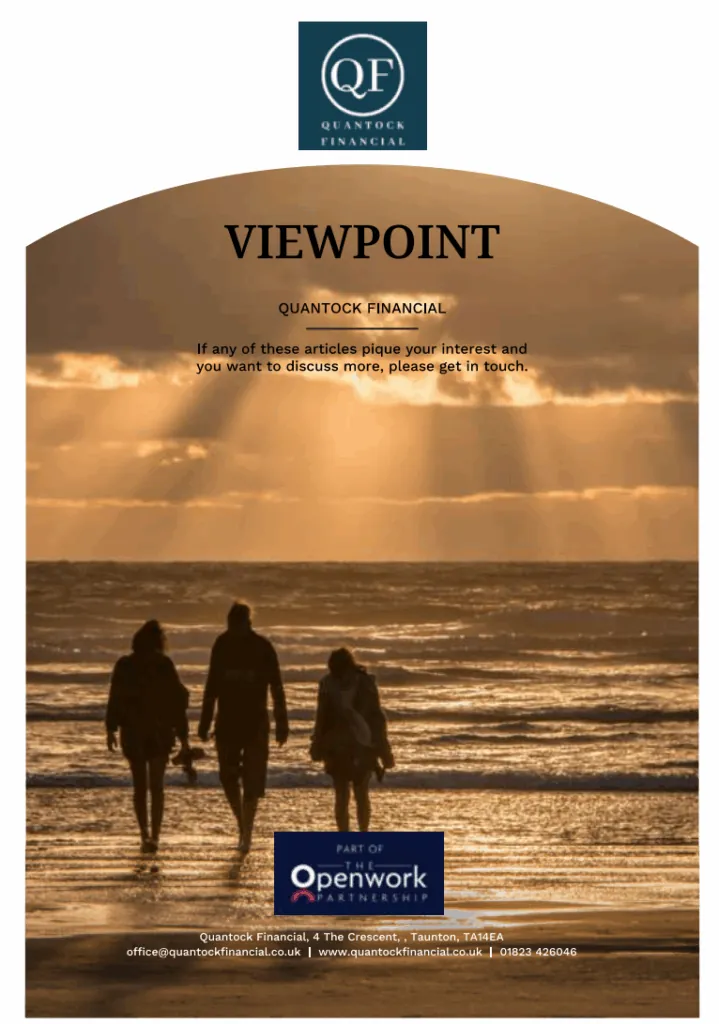 QF
QUANTOCK
FINANCIAL
VIEWPOINT
QUANTOCK FINANCIAL
If any of these articles pique your interest and
you want to discuss more, please get in touch.
PART OF
THE
Openwork
PARTNERSHIP
Quantock Financial, 4 The Crescent, , Taunton, TA14EA
office@quantockfinancial.co.uk | www.quantockfinancial.co.uk | 01823 426046